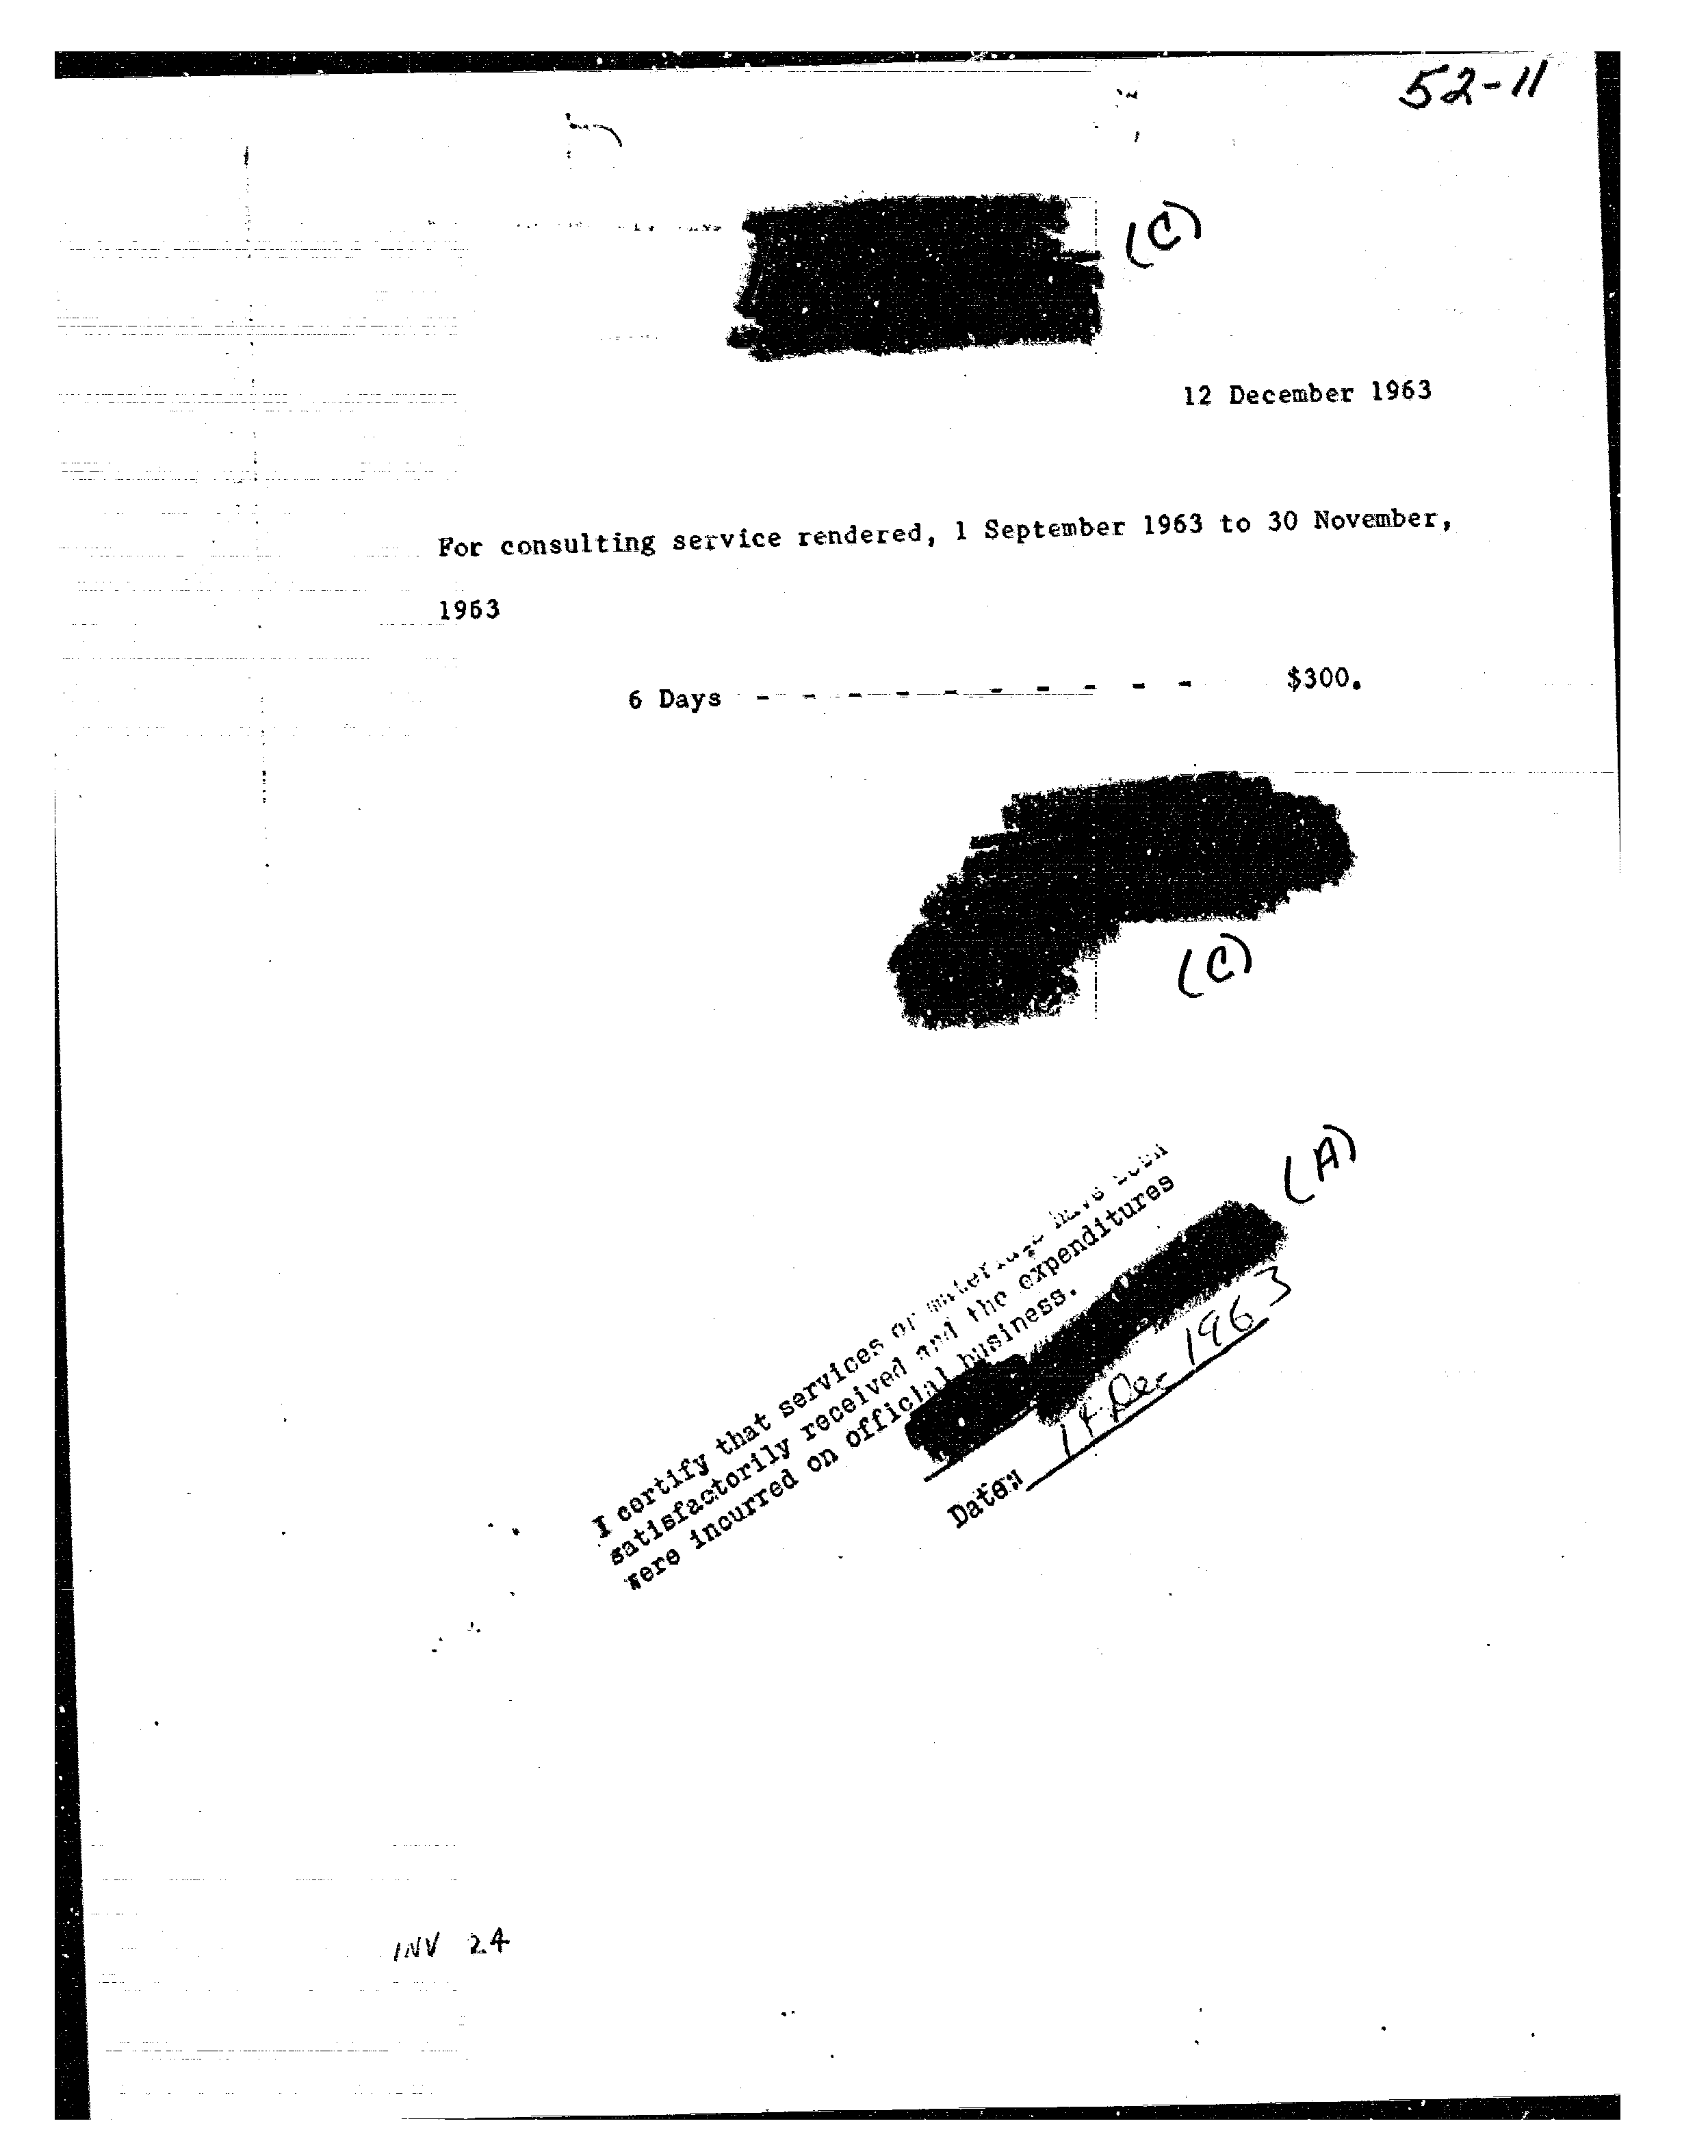 52-11
(C)
12 December 1963
For consulting service rendered, 1 September 1963 to 30 November,
1963
6 Days - - - - - - - - - - $300.
(C)
(A)
I certify that services or materials have been
satisfactorily received and the expenditures
were incurred on official business.
Date: Dec 1963
INV 24